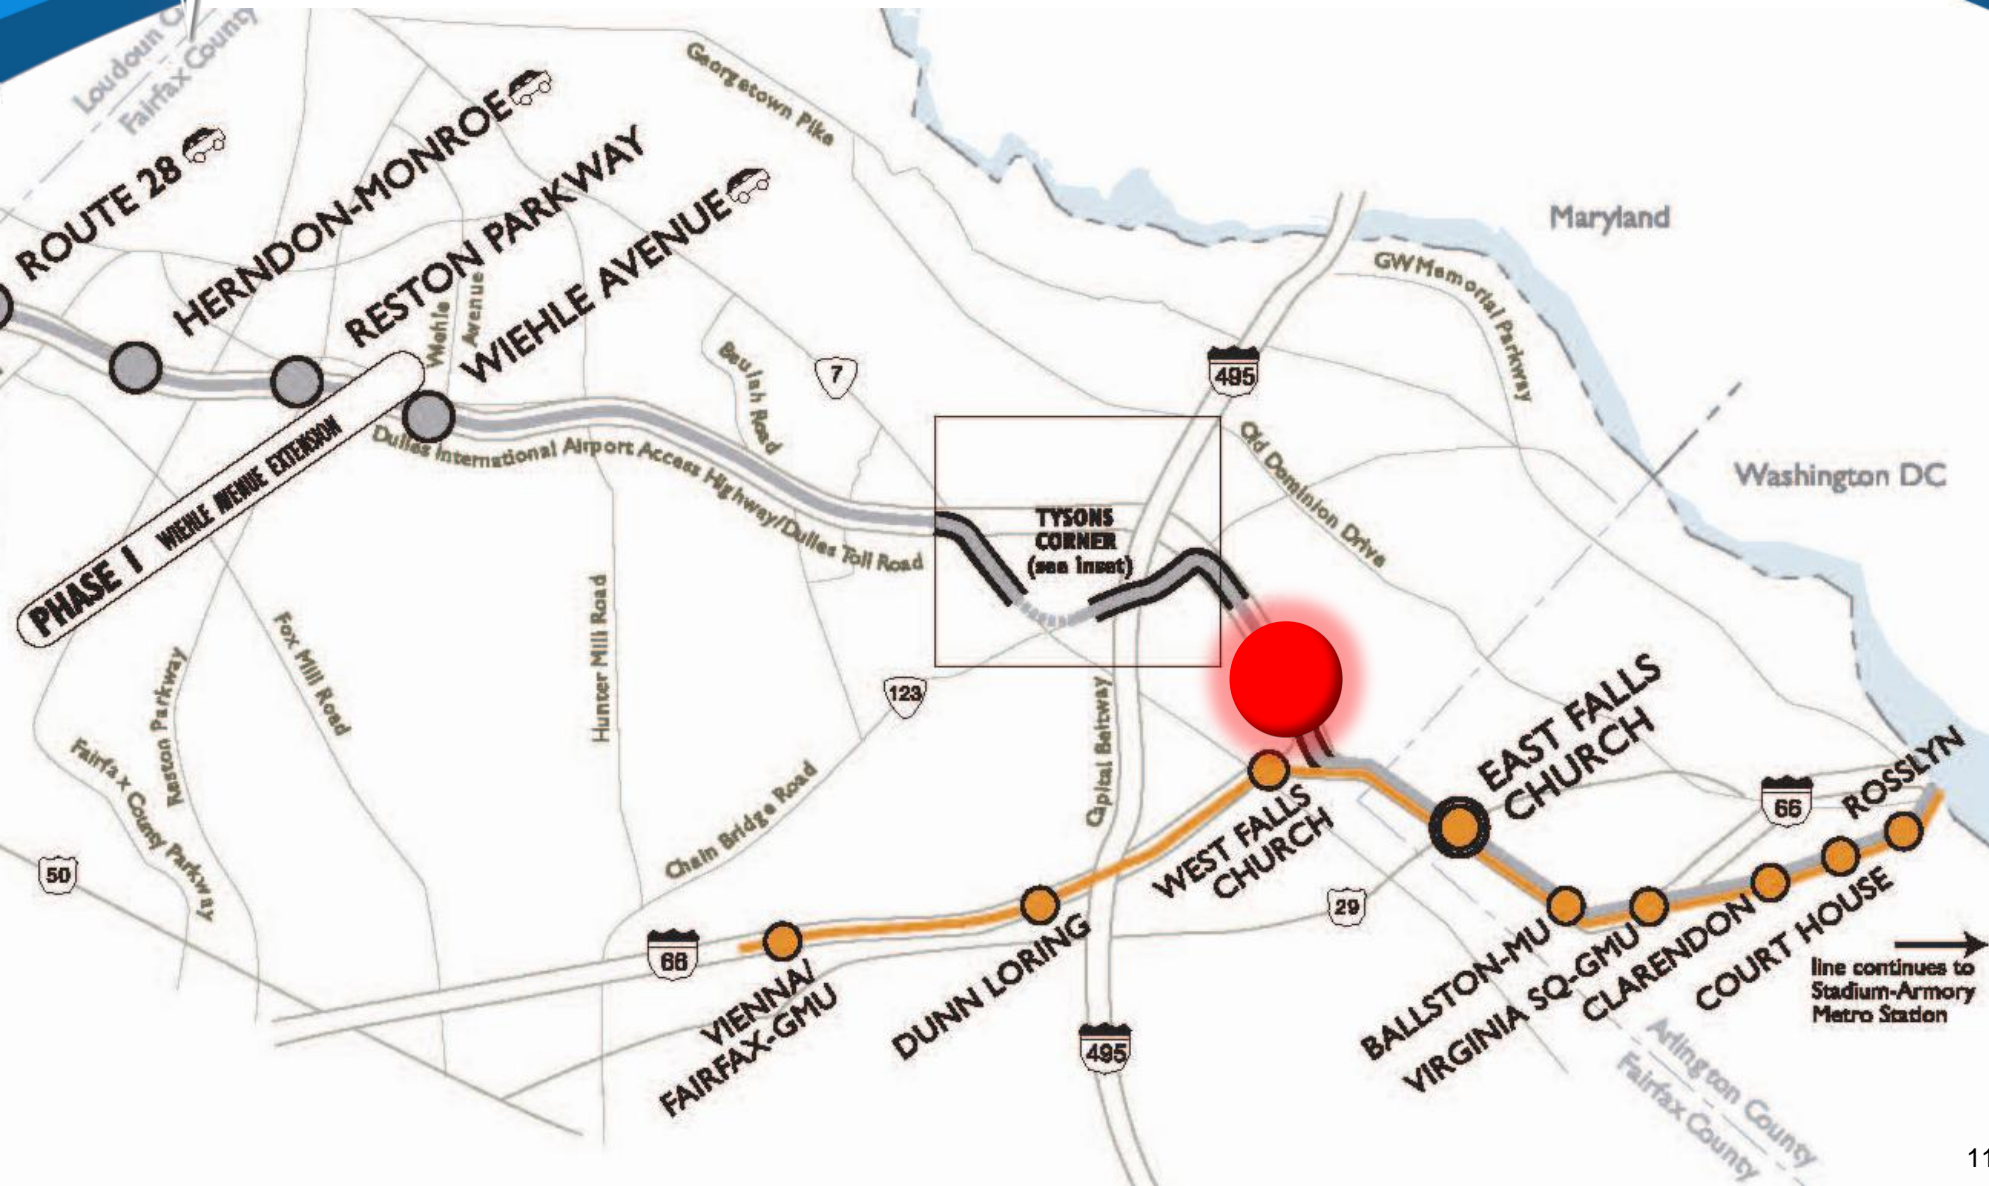 Loudoun
Fairfax County
ROUTE 28
HERNDON-MONROE
RESTON PARKWAY
WIEHLE AVENUE
Wiehle
Avenue
Georgetown Pike
Maryland
GW Memorial Parkway
7
495
Beulah Road
Old Dominion Drive
Washington DC
PHASE I WIEHLE AVENUE EXTENSION
Dulles International Airport Access Highway/Dulles Toll Road
TYSONS
CORNER
(see inset)
Fox Mill Road
Hunter Mill Road
Reston Parkway
Fairfax County Parkway
123
Capital Beltway
Chain Bridge Road
EAST FALLS
CHURCH
WEST FALLS
CHURCH
ROSSLYN
66
50
29
66
VIENNA/
FAIRFAX-GMU
DUNN LORING
495
BALLSTON-MU
VIRGINIA SQ-GMU
CLARENDON
COURT HOUSE
line continues to
Stadium-Armory
Metro Station
Arlington County
Fairfax County
11